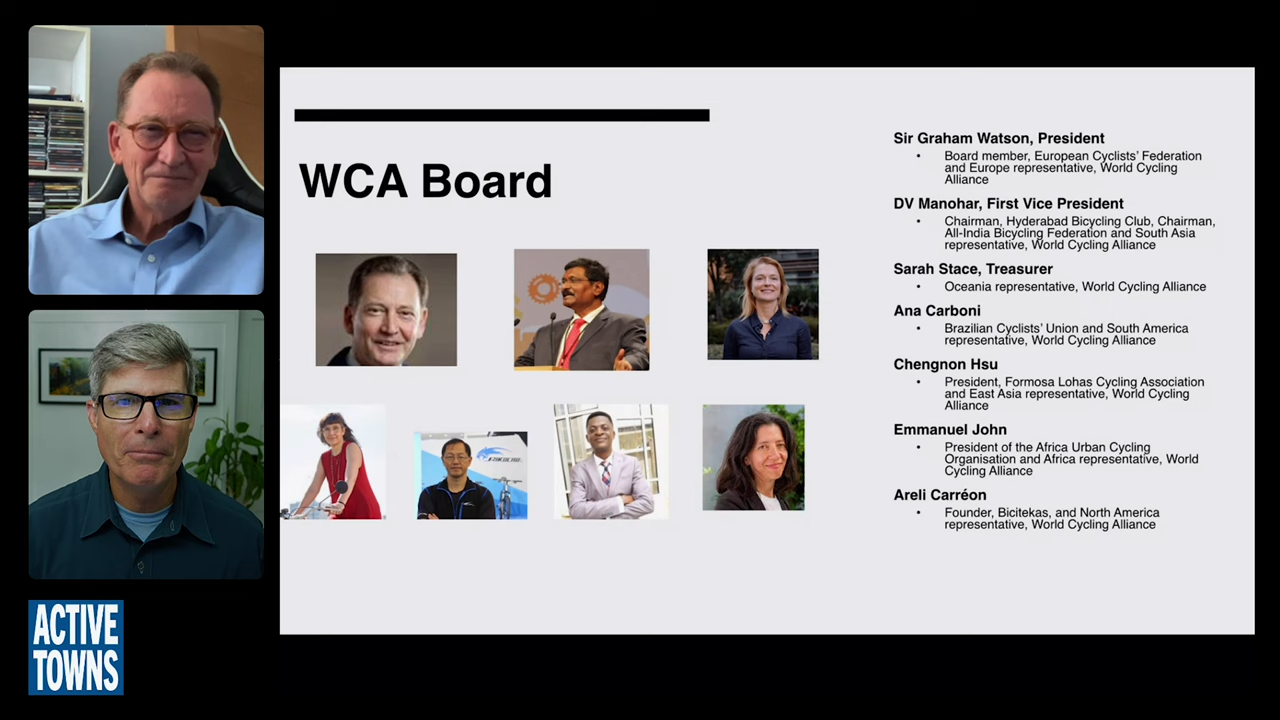 WCA Board
Sir Graham Watson, President
• Board member, European Cyclists' Federation
and Europe representative, World Cycling
Alliance
DV Manohar, First Vice President
• Chairman, Hyderabad Bicycling Club, Chairman,
All-India Bicycling Federation and South Asia
representative, World Cycling Alliance
Sarah Stace, Treasurer
• Oceania representative, World Cycling Alliance
Ana Carboni
• Brazilian Cyclists' Union and South America
representative, World Cycling Alliance
Chengnon Hsu
• President, Formosa Lohas Cycling Association
and East Asia representative, World Cycling
Alliance
Emmanuel John
• President of the Africa Urban Cycling
Organisation and Africa representative, World
Cycling Alliance
Areli Carréon
• Founder, Bicitekas, and North America
representative, World Cycling Alliance
ACTIVE
TOWNS